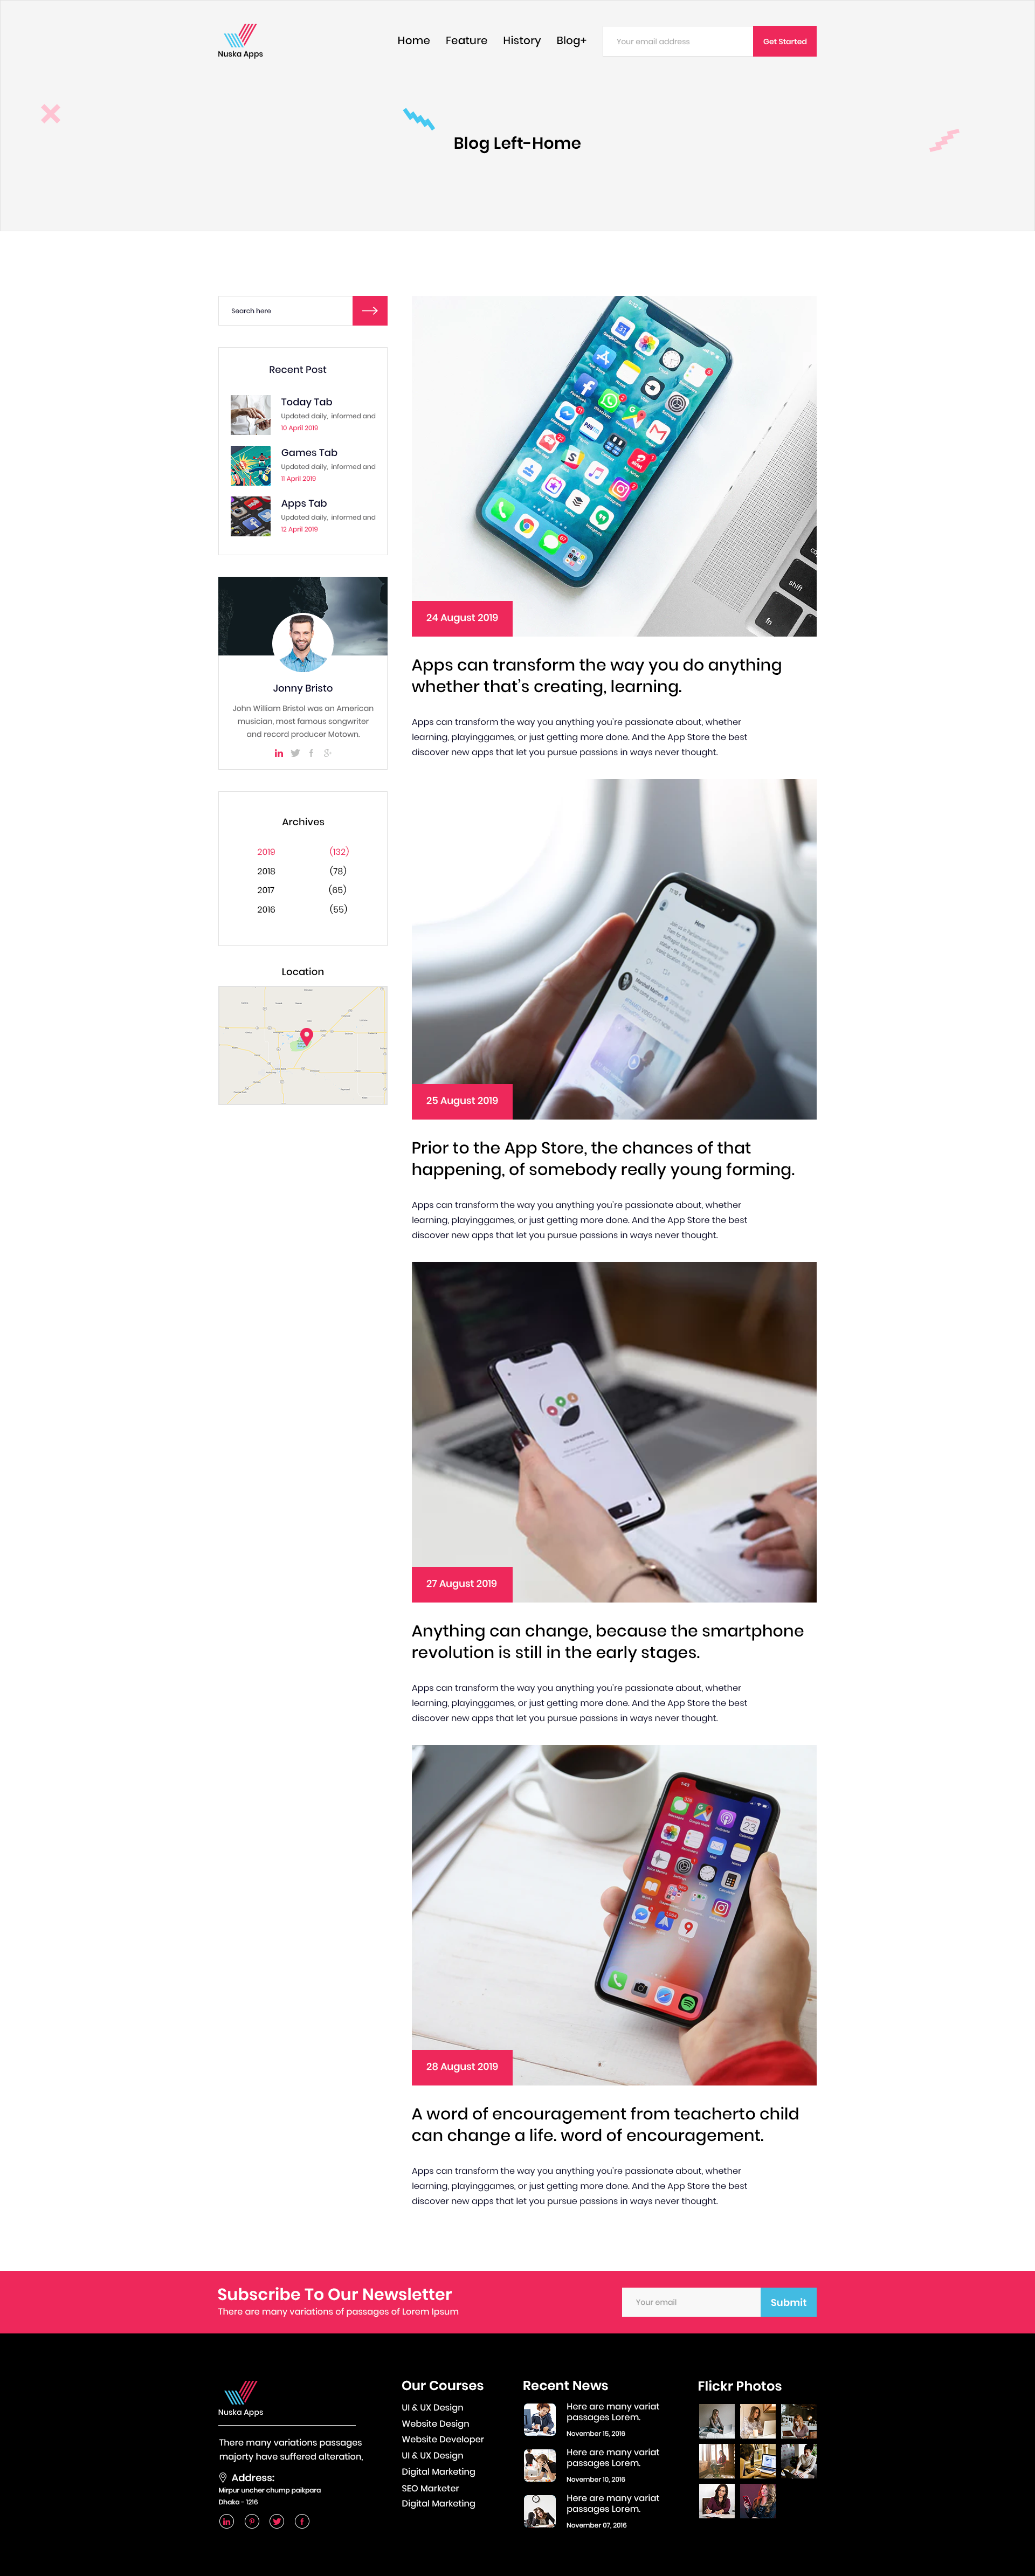 Nuska Apps
Home
Feature
History
Blog+
Your email address
Get Started
Blog Left-Home
Search here
Recent Post
Today Tab
Updated daily, informed and
10 April 2019
Games Tab
Updated daily, informed and
11 April 2019
Apps Tab
Updated daily, informed and
12 April 2019
Jonny Bristo
John William Bristol was an American
musician, most famous songwriter
and record producer Motown.
Archives
2019 (132)
2018 (78)
2017 (65)
2016 (55)
Location
shift
fn
24 August 2019
Apps can transform the way you do anything
whether that's creating, learning.
Apps can transform the way you anything you're passionate about, whether
learning, playinggames, or just getting more done. And the App Store the best
discover new apps that let you pursue passions in ways never thought.
25 August 2019
Prior to the App Store, the chances of that
happening, of somebody really young forming.
Apps can transform the way you anything you're passionate about, whether
learning, playinggames, or just getting more done. And the App Store the best
discover new apps that let you pursue passions in ways never thought.
27 August 2019
Anything can change, because the smartphone
revolution is still in the early stages.
Apps can transform the way you anything you're passionate about, whether
learning, playinggames, or just getting more done. And the App Store the best
discover new apps that let you pursue passions in ways never thought.
28 August 2019
A word of encouragement from teacherto child
can change a life. word of encouragement.
Apps can transform the way you anything you're passionate about, whether
learning, playinggames, or just getting more done. And the App Store the best
discover new apps that let you pursue passions in ways never thought.
Subscribe To Our Newsletter
There are many variations of passages of Lorem Ipsum
Your email
Submit
Nuska Apps
There many variations passages
majorty have suffered alteration,
Address:
Mirpur uncher chump paikpara
Dhaka - 1216
Our Courses
UI & UX Design
Website Design
Website Developer
UI & UX Design
Digital Marketing
SEO Marketer
Digital Marketing
Recent News
Here are many variat
passages Lorem.
November 15, 2016
Here are many variat
passages Lorem.
November 10, 2016
Here are many variat
passages Lorem.
November 07, 2016
Flickr Photos